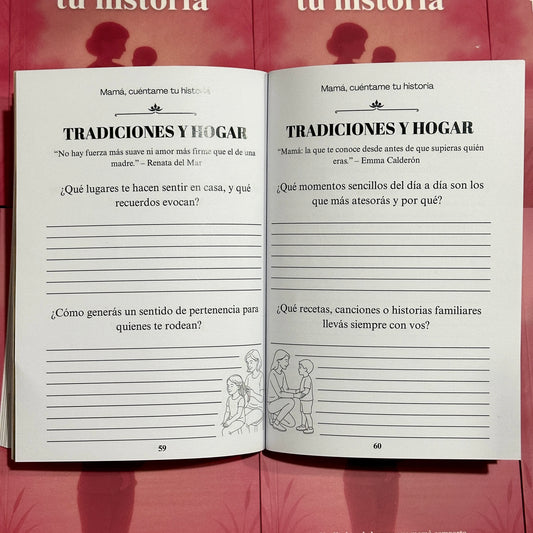 tu historia
tu historia
Mamá, cuéntame tu historia
TRADICIONES Y HOGAR
“No hay fuerza más suave ni amor más firme que el de una
madre.” – Renata del Mar
¿Qué lugares te hacen sentir en casa, y qué
recuerdos evocan?
¿Cómo generás un sentido de pertenencia para
quienes te rodean?
59
Mamá, cuéntame tu historia
TRADICIONES Y HOGAR
“Mamá: la que te conoce desde antes de que supieras quién
eras.” – Emma Calderón
¿Qué momentos sencillos del día a día son los
que más atesorás y por qué?
¿Qué recetas, canciones o historias familiares
llevás siempre con vos?
60